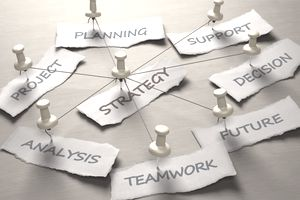 PLANNING
SUPPORT
PROJECT
STRATEGY
DECISION
ANALYSIS
TEAMWORK
FUTURE